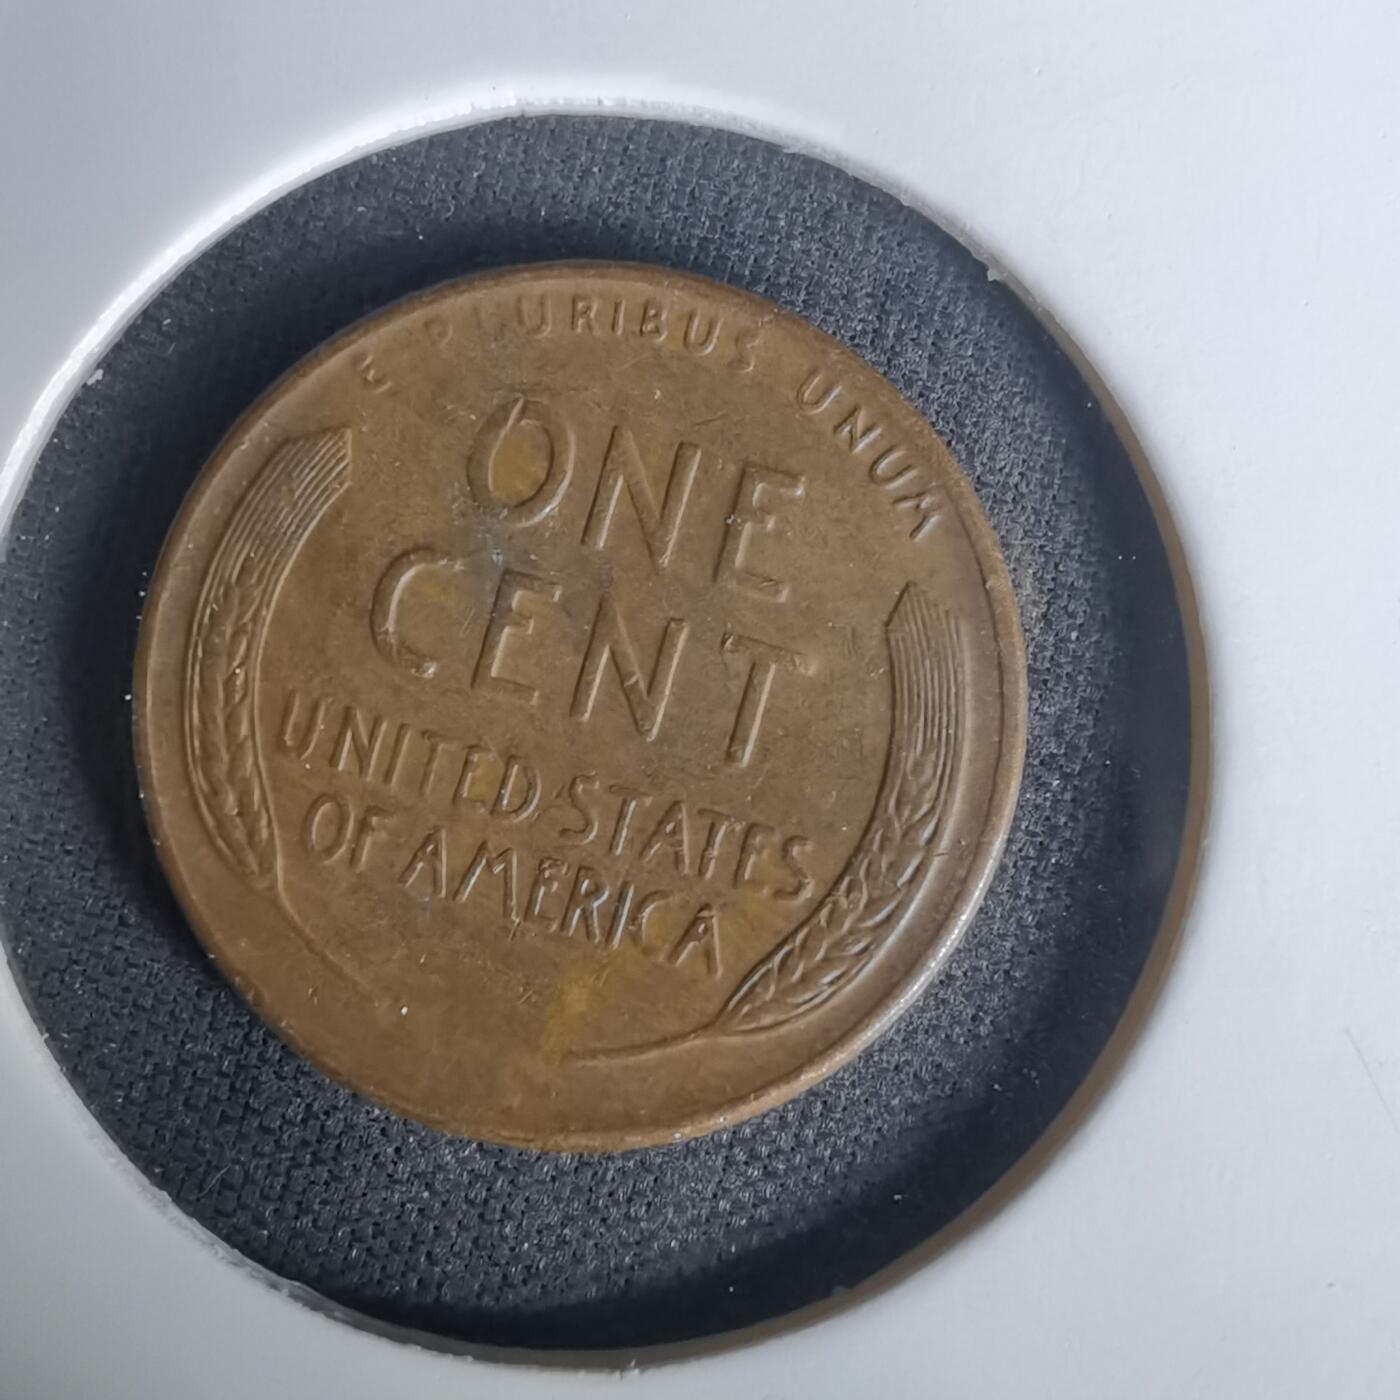 E PLURIBUS UNUM
ONE
CENT
UNITED STATES
OF AMERICA